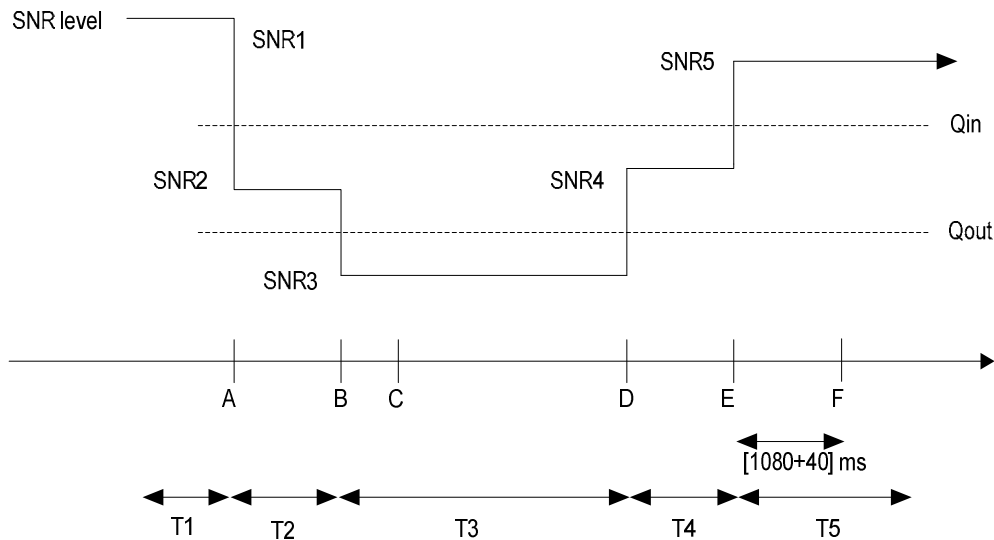 SNR level
SNR1
SNR5
Qin
SNR2
SNR4
Qout
SNR3
A B C D E F
[1080+40] ms
T1 T2 T3 T4 T5